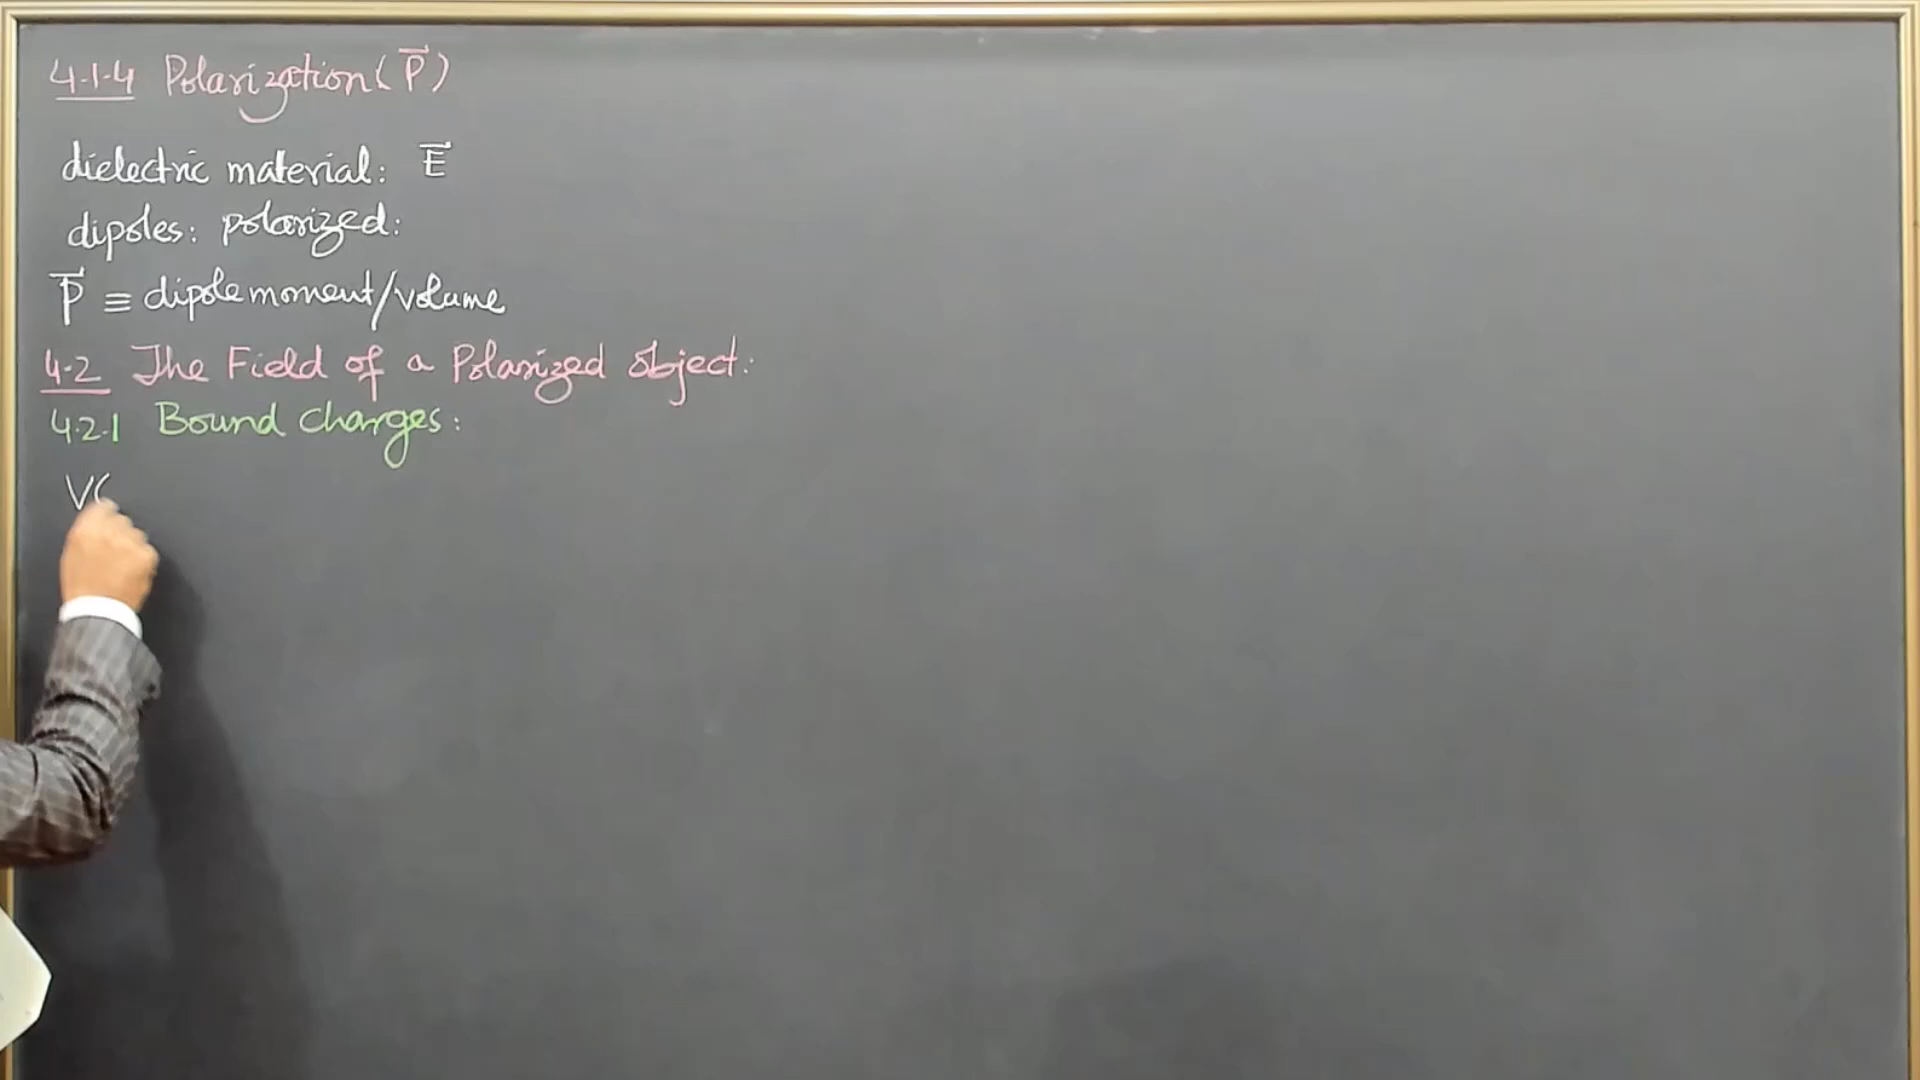 4.1.4 Polarization (P⃗)
dielectric material: E⃗
dipoles: polarized:
P⃗ ≡ dipole moment/volume
4.2 The Field of a Polarized object:
4.2.1 Bound charges:
V(